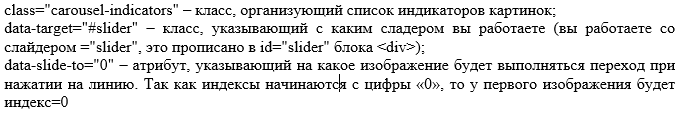 class="carousel-indicators" – класс, организующий список индикаторов картинок;
data-target="#slider" – класс, указывающий с каким сладером вы работаете (вы работаете со
слайдером ="slider", это прописано в id="slider" блока <div>);
data-slide-to="0" – атрибут, указывающий на какое изображение будет выполняться переход при
нажатии на линию. Так как индексы начинаются с цифры «0», то у первого изображения будет
индекс=0